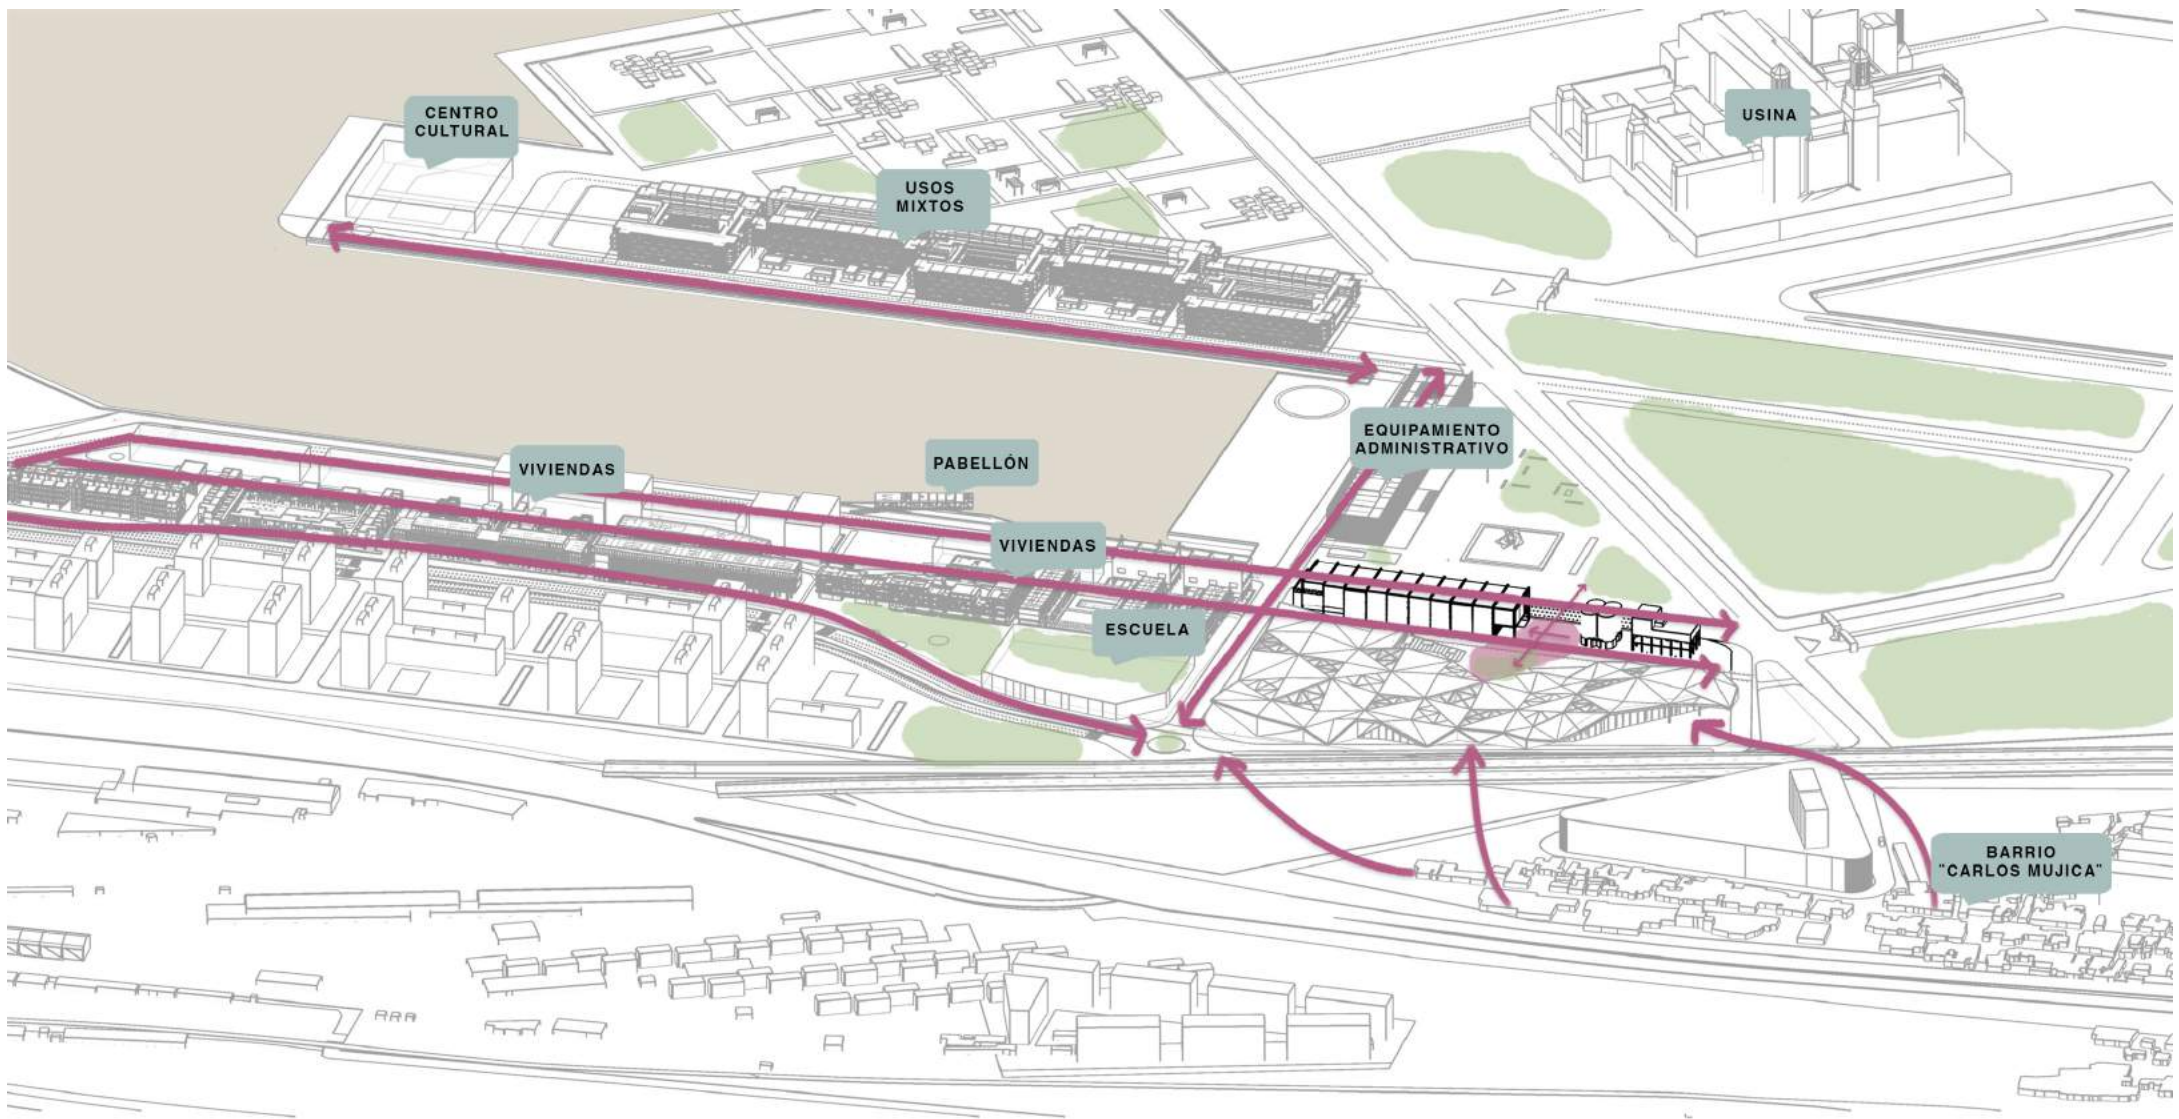 CENTRO
CULTURAL
USINA
USOS
MIXTOS
EQUIPAMIENTO
ADMINISTRATIVO
VIVIENDAS
PABELLÓN
VIVIENDAS
ESCUELA
BARRIO
"CARLOS MUJICA"